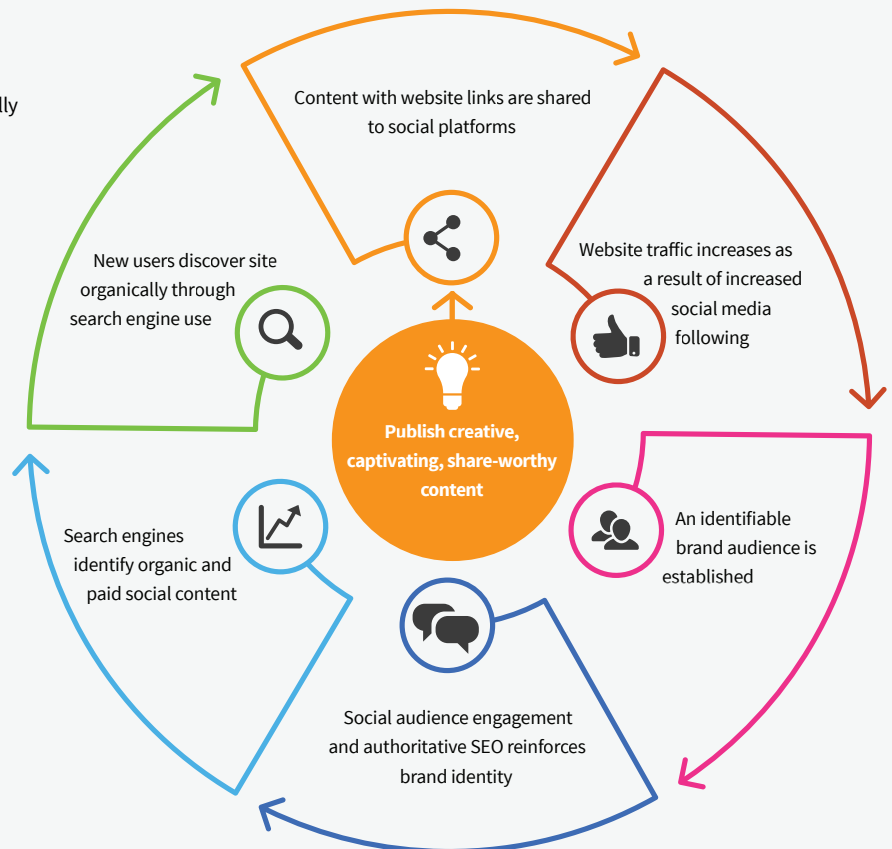 lly
Content with website links are shared
to social platforms
Website traffic increases as
a result of increased
social media
following
An identifiable
brand audience is
established
Social audience engagement
and authoritative SEO reinforces
brand identity
Search engines
identify organic and
paid social content
New users discover site
organically through
search engine use
Publish creative,
captivating, share-worthy
content